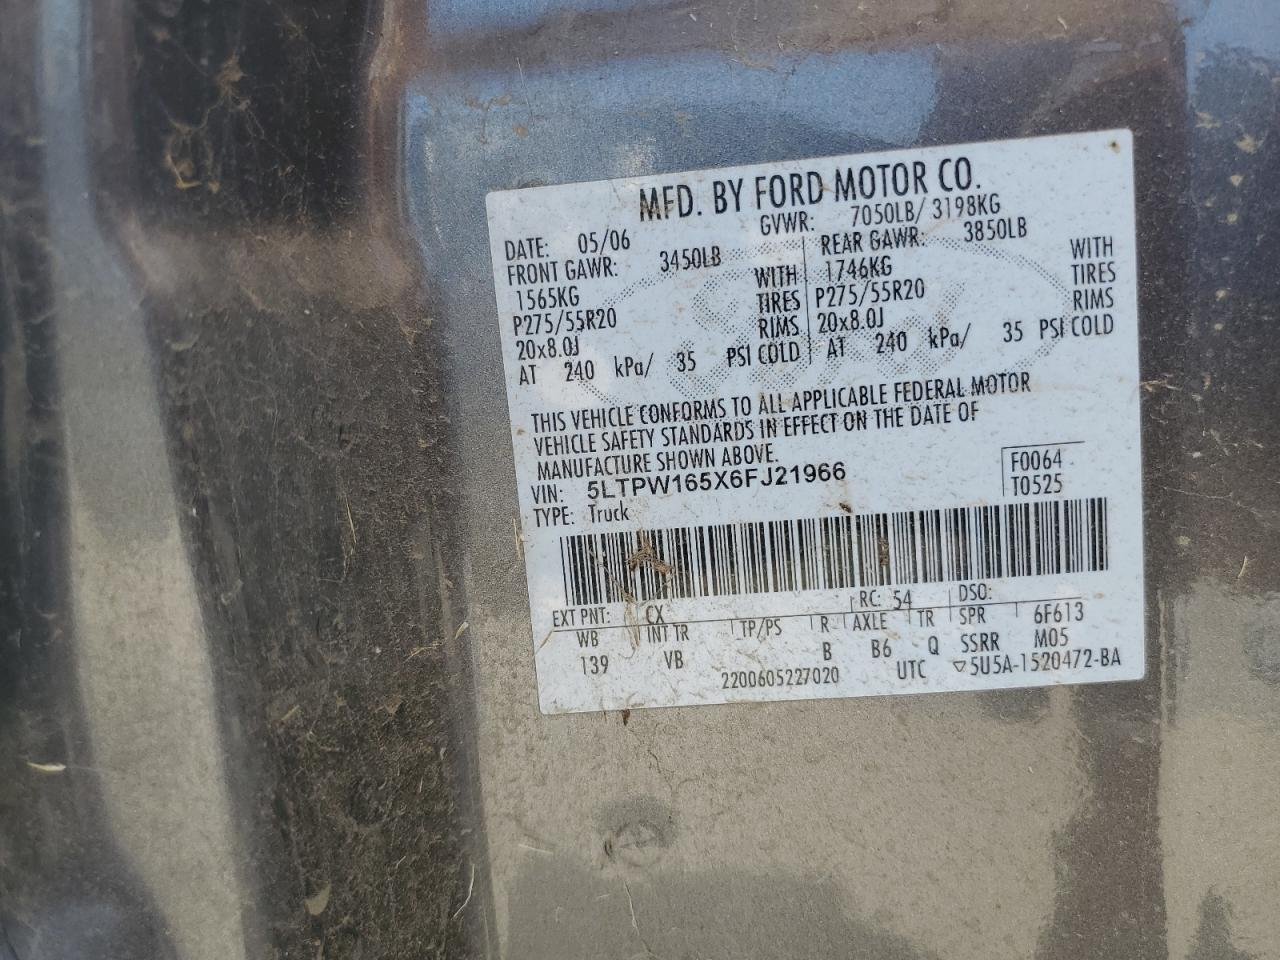 MFD. BY FORD MOTOR CO.
DATE: 05/06 GVWR: 7050LB/ 3198KG
FRONT GAWR: 3450LB REAR GAWR: 3850LB
1565KG WITH 1746KG WITH
P275/55R20 TIRES P275/55R20 TIRES
20x8.0J RIMS 20x8.0J RIMS
AT 240 kPa/ 35 PSI COLD AT 240 kPa/ 35 PSI COLD
THIS VEHICLE CONFORMS TO ALL APPLICABLE FEDERAL MOTOR
VEHICLE SAFETY STANDARDS IN EFFECT ON THE DATE OF
MANUFACTURE SHOWN ABOVE.
VIN: 5LTPW165X6FJ21966 F0064
TYPE: Truck T0525
EXT PNT: CX RC: 54 DSO:
WB INT TR TP/PS R AXLE TR SPR 6F613
139 VB B B6 Q SSRR M05
2200605227020 UTC ▽5U5A-1520472-BA